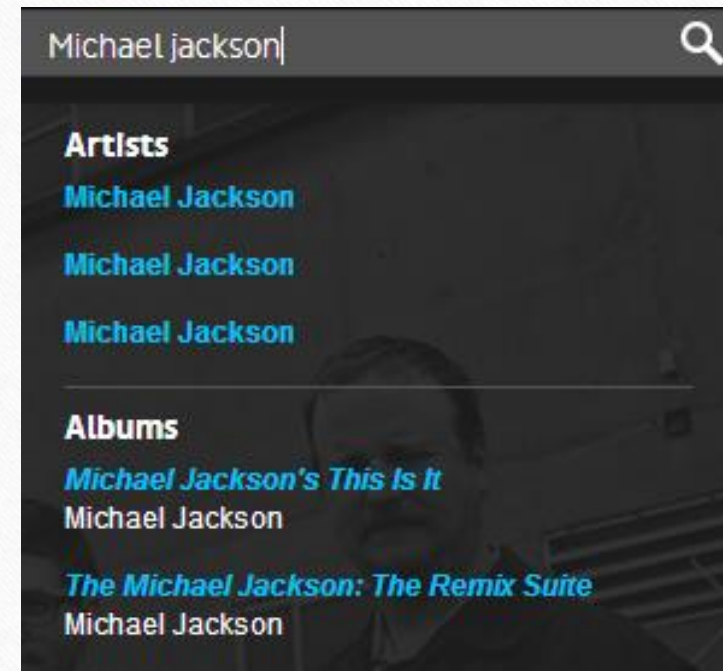 Michael jackson
Artists
Michael Jackson
Michael Jackson
Michael Jackson
Albums
Michael Jackson's This Is It
Michael Jackson
The Michael Jackson: The Remix Suite
Michael Jackson